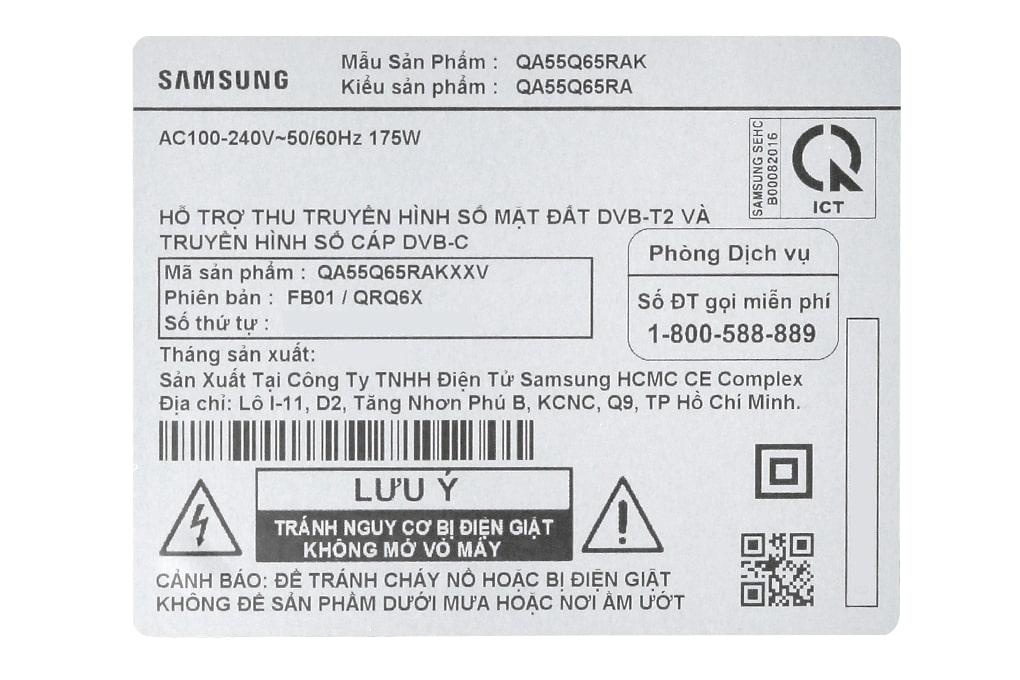 SAMSUNG
Mẫu Sản Phẩm : QA55Q65RAK
Kiểu sản phẩm : QA55Q65RA
AC100-240V~50/60Hz 175W
SAMSUNG SEHC
B00082016
ICT
HỖ TRỢ THU TRUYỀN HÌNH SỐ MẶT ĐẤT DVB-T2 VÀ
TRUYỀN HÌNH SỐ CÁP DVB-C
Mã sản phẩm : QA55Q65RAKXXV
Phiên bản : FB01 / QRQ6X
Số thứ tự :
Phòng Dịch vụ
Số ĐT gọi miễn phí
1-800-588-889
Tháng sản xuất:
Sản Xuất Tại Công Ty TNHH Điện Tử Samsung HCMC CE Complex
Địa chỉ: Lô I-11, D2, Tăng Nhơn Phú B, KCNC, Q9, TP Hồ Chí Minh.
LƯU Ý
TRÁNH NGUY CƠ BỊ ĐIỆN GIẬT
KHÔNG MỞ VỎ MÁY
CẢNH BÁO: ĐỂ TRÁNH CHÁY NỔ HOẶC BỊ ĐIỆN GIẬT
KHÔNG ĐỂ SẢN PHẨM DƯỚI MƯA HOẶC NƠI ẨM ƯỚT